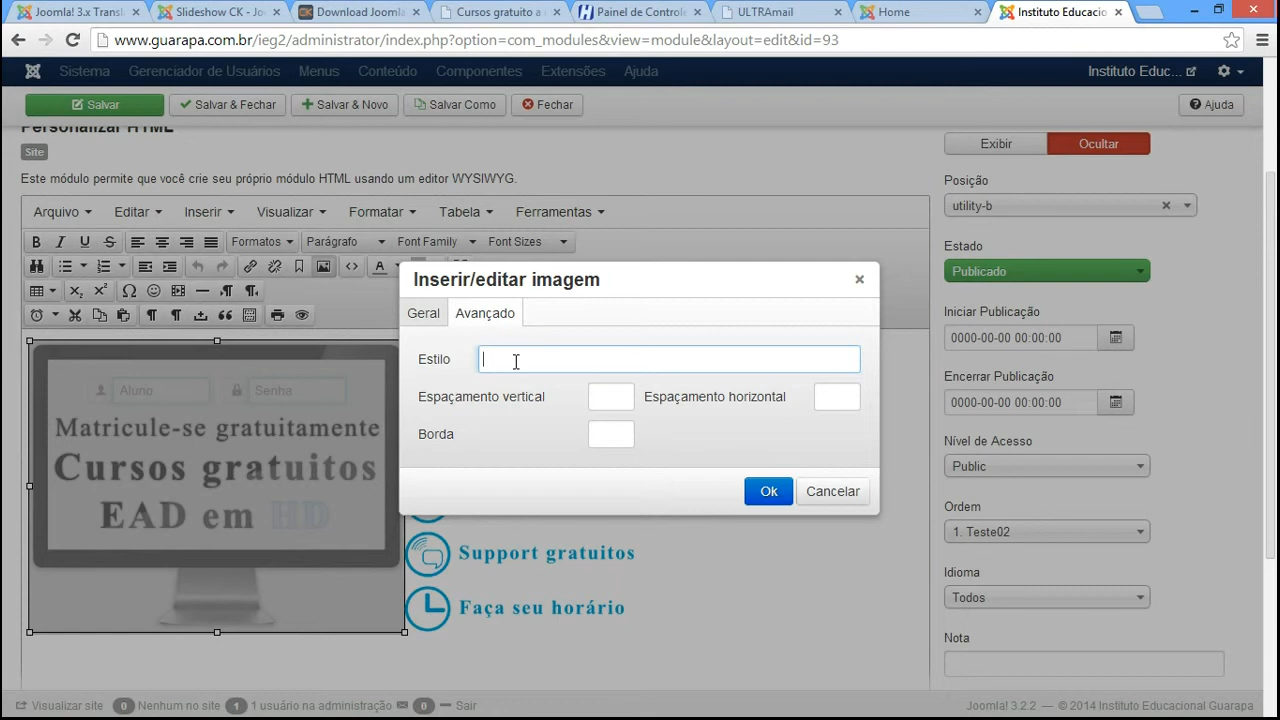 Joomla! 3.x Transl
Slideshow CK - Joo
Download Joomla
Cursos gratuito a
Painel de Controle
ULTRAmail
Home
Instituto Educacio
www.guarapa.com.br/ieg2/administrator/index.php?option=com_modules&view=module&layout=edit&id=93
Sistema Gerenciador de Usuários Menus Conteúdo Componentes Extensões Ajuda
Instituto Educ...
Salvar Salvar & Fechar Salvar & Novo Salvar Como Fechar Ajuda
Personalizar HTML
Site
Este módulo permite que você crie seu próprio módulo HTML usando um editor WYSIWYG.
Arquivo Editar Inserir Visualizar Formatar Tabela Ferramentas
Formatos Parágrafo Font Family Font Sizes
Inserir/editar imagem
Geral Avançado
Estilo
Espaçamento vertical Espaçamento horizontal
Borda
Ok Cancelar
Aluno Senha
Matricule-se gratuitamente
Cursos gratuitos
EAD em HD
Support gratuitos
Faça seu horário
Exibir Ocultar
Posição
utility-b
Estado
Publicado
Iniciar Publicação
0000-00-00 00:00:00
Encerrar Publicação
0000-00-00 00:00:00
Nível de Acesso
Public
Ordem
1. Teste02
Idioma
Todos
Nota
Visualizar site 0 Nenhum no site 1 1 usuário na administração 0 Sair
Joomla! 3.2.2 — © 2014 Instituto Educacional Guarapa